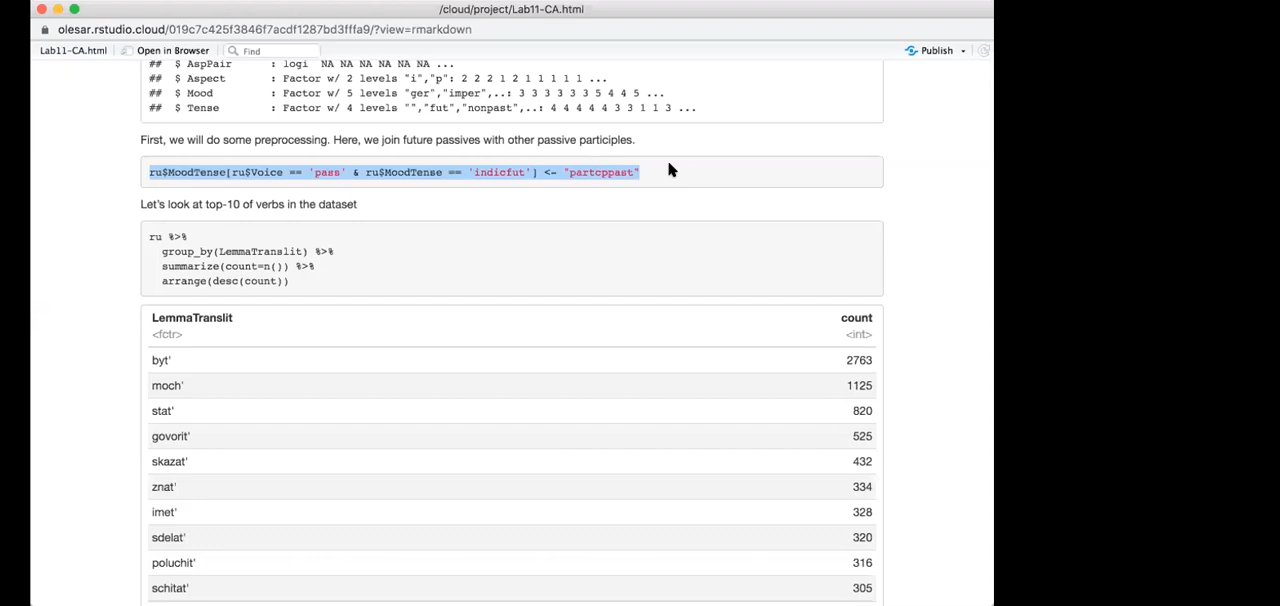 /cloud/project/Lab11-CA.html
olesar.rstudio.cloud/019c7c425f3846f7acdf1287bd3fffa9/?view=rmarkdown
Lab11-CA.html Open in Browser Find Publish
## $ AspPair : logi NA NA NA NA NA NA ...
## $ Aspect : Factor w/ 2 levels "i","p": 2 2 2 1 2 1 1 1 1 1 ...
## $ Mood : Factor w/ 5 levels "ger","imper",..: 3 3 3 3 3 3 5 4 4 5 ...
## $ Tense : Factor w/ 4 levels "","fut","nonpast",..: 4 4 4 4 4 3 3 1 1 3 ...
First, we will do some preprocessing. Here, we join future passives with other passive participles.
ru$MoodTense[ru$Voice == 'pass' & ru$MoodTense == 'indicfut'] <- "partcppast"
Let's look at top-10 of verbs in the dataset
ru %>%
group_by(LemmaTranslit) %>%
summarize(count=n()) %>%
arrange(desc(count))
LemmaTranslit count
<fctr> <int>
byt' 2763
moch' 1125
stat' 820
govorit' 525
skazat' 432
znat' 334
imet' 328
sdelat' 320
poluchit' 316
schitat' 305